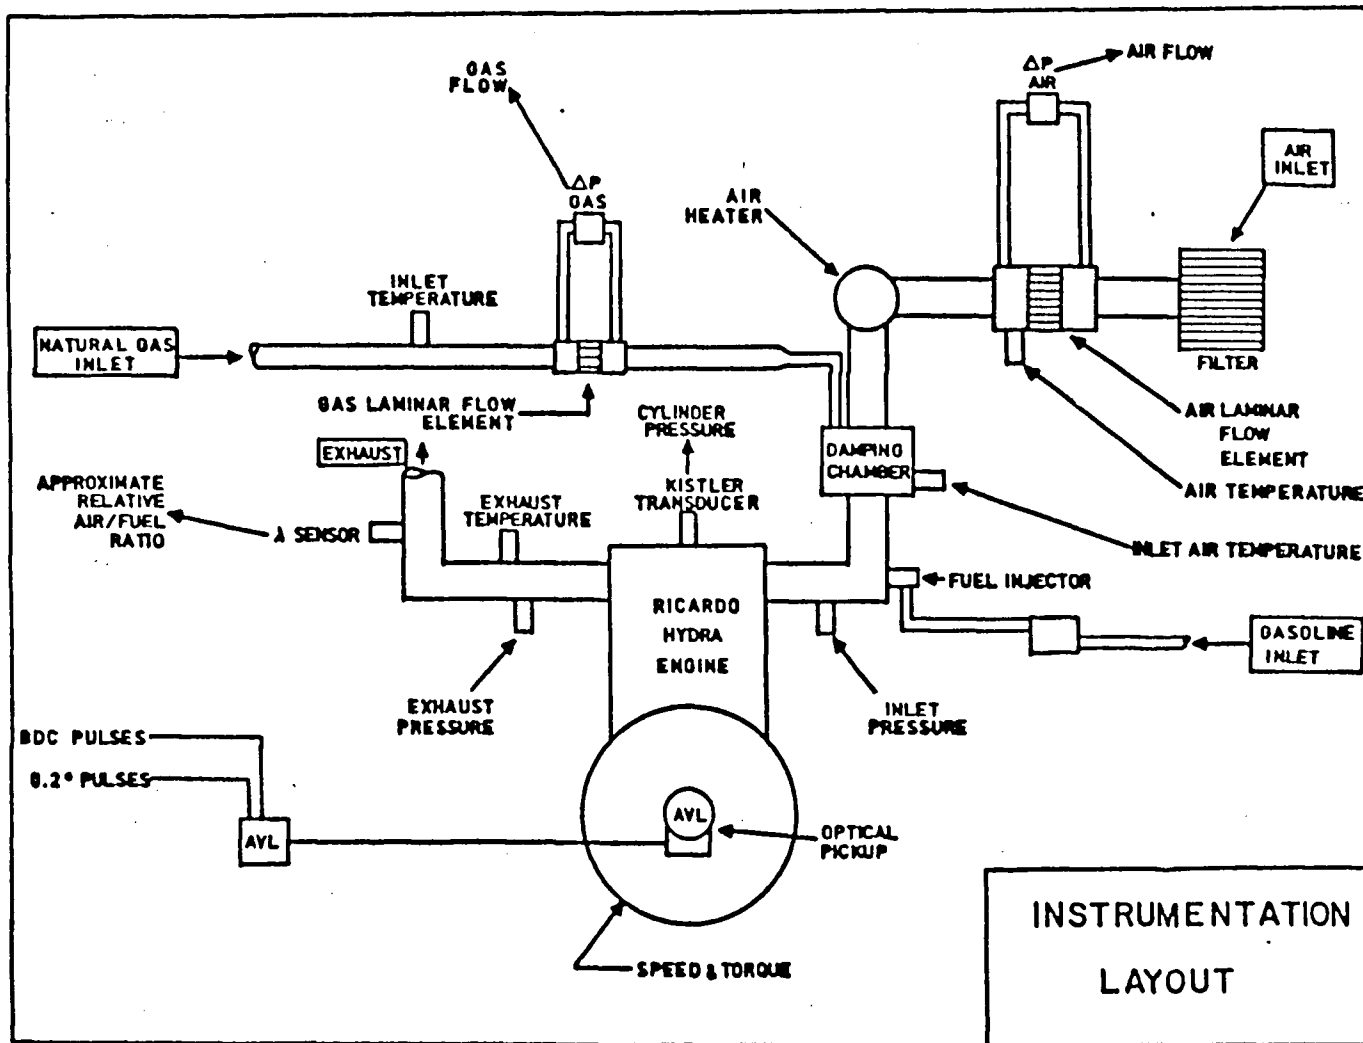 GAS
FLOW
ΔP
GAS
ΔP
AIR
AIR FLOW
AIR
INLET
AIR
HEATER
INLET
TEMPERATURE
NATURAL GAS
INLET
FILTER
GAS LAMINAR FLOW
ELEMENT
CYLINDER
PRESSURE
AIR LAMINAR
FLOW
ELEMENT
EXHAUST
DAMPING
CHAMBER
APPROXIMATE
RELATIVE
AIR/FUEL
RATIO
λ SENSOR
EXHAUST
TEMPERATURE
KISTLER
TRANSDUCER
AIR TEMPERATURE
INLET AIR TEMPERATURE
FUEL INJECTOR
RICARDO
HYDRA
ENGINE
GASOLINE
INLET
EXHAUST
PRESSURE
INLET
PRESSURE
BDC PULSES
0.2° PULSES
AVL
AVL
OPTICAL
PICKUP
SPEED & TORQUE
INSTRUMENTATION
LAYOUT